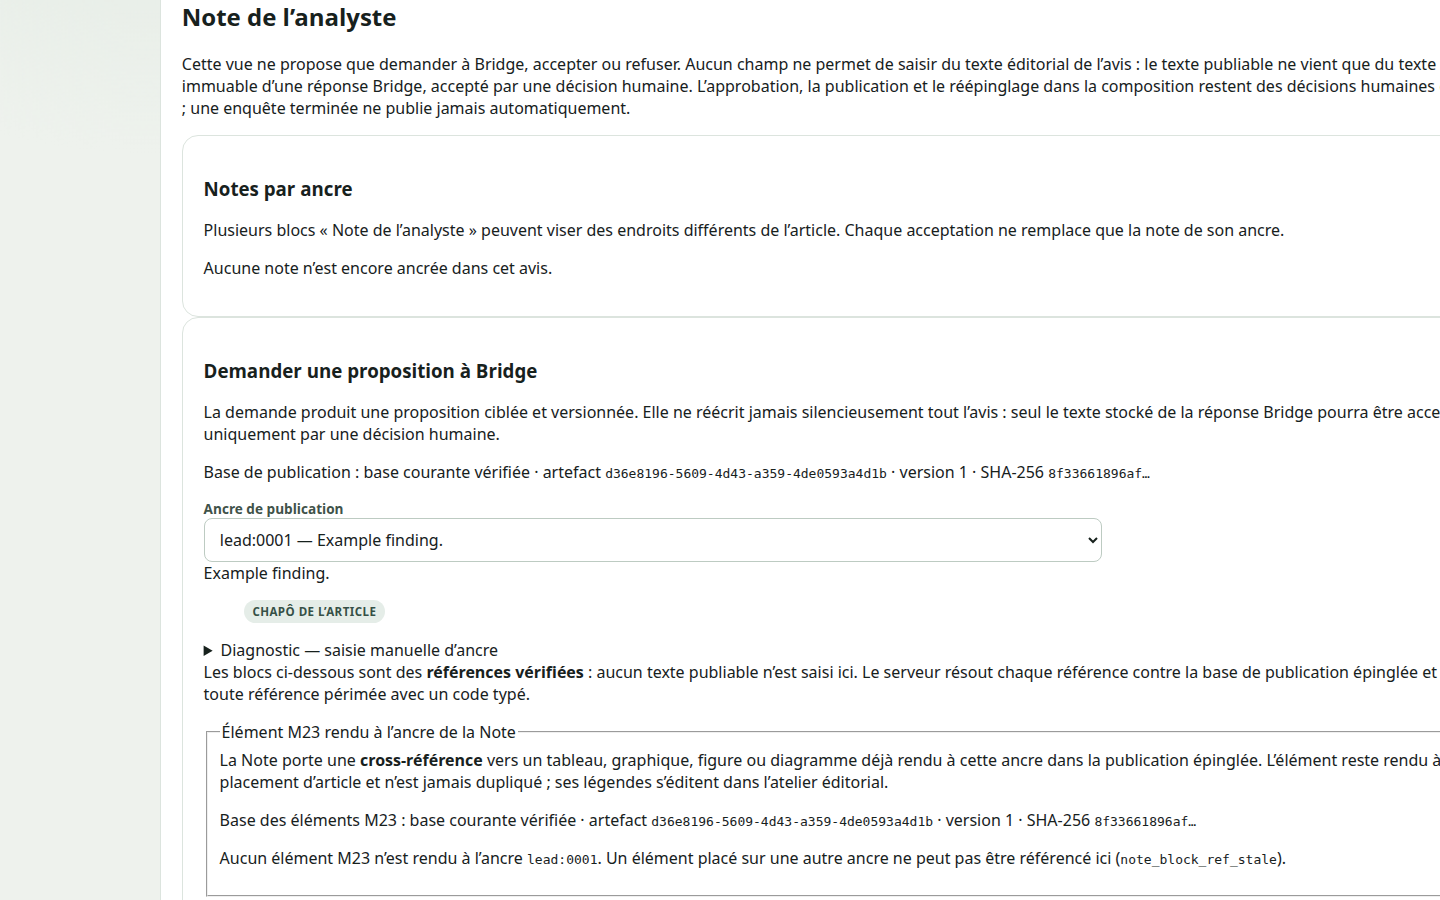 Note de l’analyste
Cette vue ne propose que demander à Bridge, accepter ou refuser. Aucun champ ne permet de saisir du texte éditorial de l’avis : le texte publiable ne vient que du texte
immuable d’une réponse Bridge, accepté par une décision humaine. L’approbation, la publication et le réépinglage dans la composition restent des décisions humaines
; une enquête terminée ne publie jamais automatiquement.
Notes par ancre
Plusieurs blocs « Note de l’analyste » peuvent viser des endroits différents de l’article. Chaque acceptation ne remplace que la note de son ancre.
Aucune note n’est encore ancrée dans cet avis.
Demander une proposition à Bridge
La demande produit une proposition ciblée et versionnée. Elle ne réécrit jamais silencieusement tout l’avis : seul le texte stocké de la réponse Bridge pourra être acce
uniquement par une décision humaine.
Base de publication : base courante vérifiée · artefact d36e8196-5609-4d43-a359-4de0593a4d1b · version 1 · SHA-256 8f33661896af…
Ancre de publication
lead:0001 — Example finding.
Example finding.
CHAPÔ DE L’ARTICLE
Diagnostic — saisie manuelle d’ancre
Les blocs ci-dessous sont des références vérifiées : aucun texte publiable n’est saisi ici. Le serveur résout chaque référence contre la base de publication épinglée et
toute référence périmée avec un code typé.
Élément M23 rendu à l’ancre de la Note
La Note porte une cross-référence vers un tableau, graphique, figure ou diagramme déjà rendu à cette ancre dans la publication épinglée. L’élément reste rendu à
placement d’article et n’est jamais dupliqué ; ses légendes s’éditent dans l’atelier éditorial.
Base des éléments M23 : base courante vérifiée · artefact d36e8196-5609-4d43-a359-4de0593a4d1b · version 1 · SHA-256 8f33661896af…
Aucun élément M23 n’est rendu à l’ancre lead:0001. Un élément placé sur une autre ancre ne peut pas être référencé ici (note_block_ref_stale).